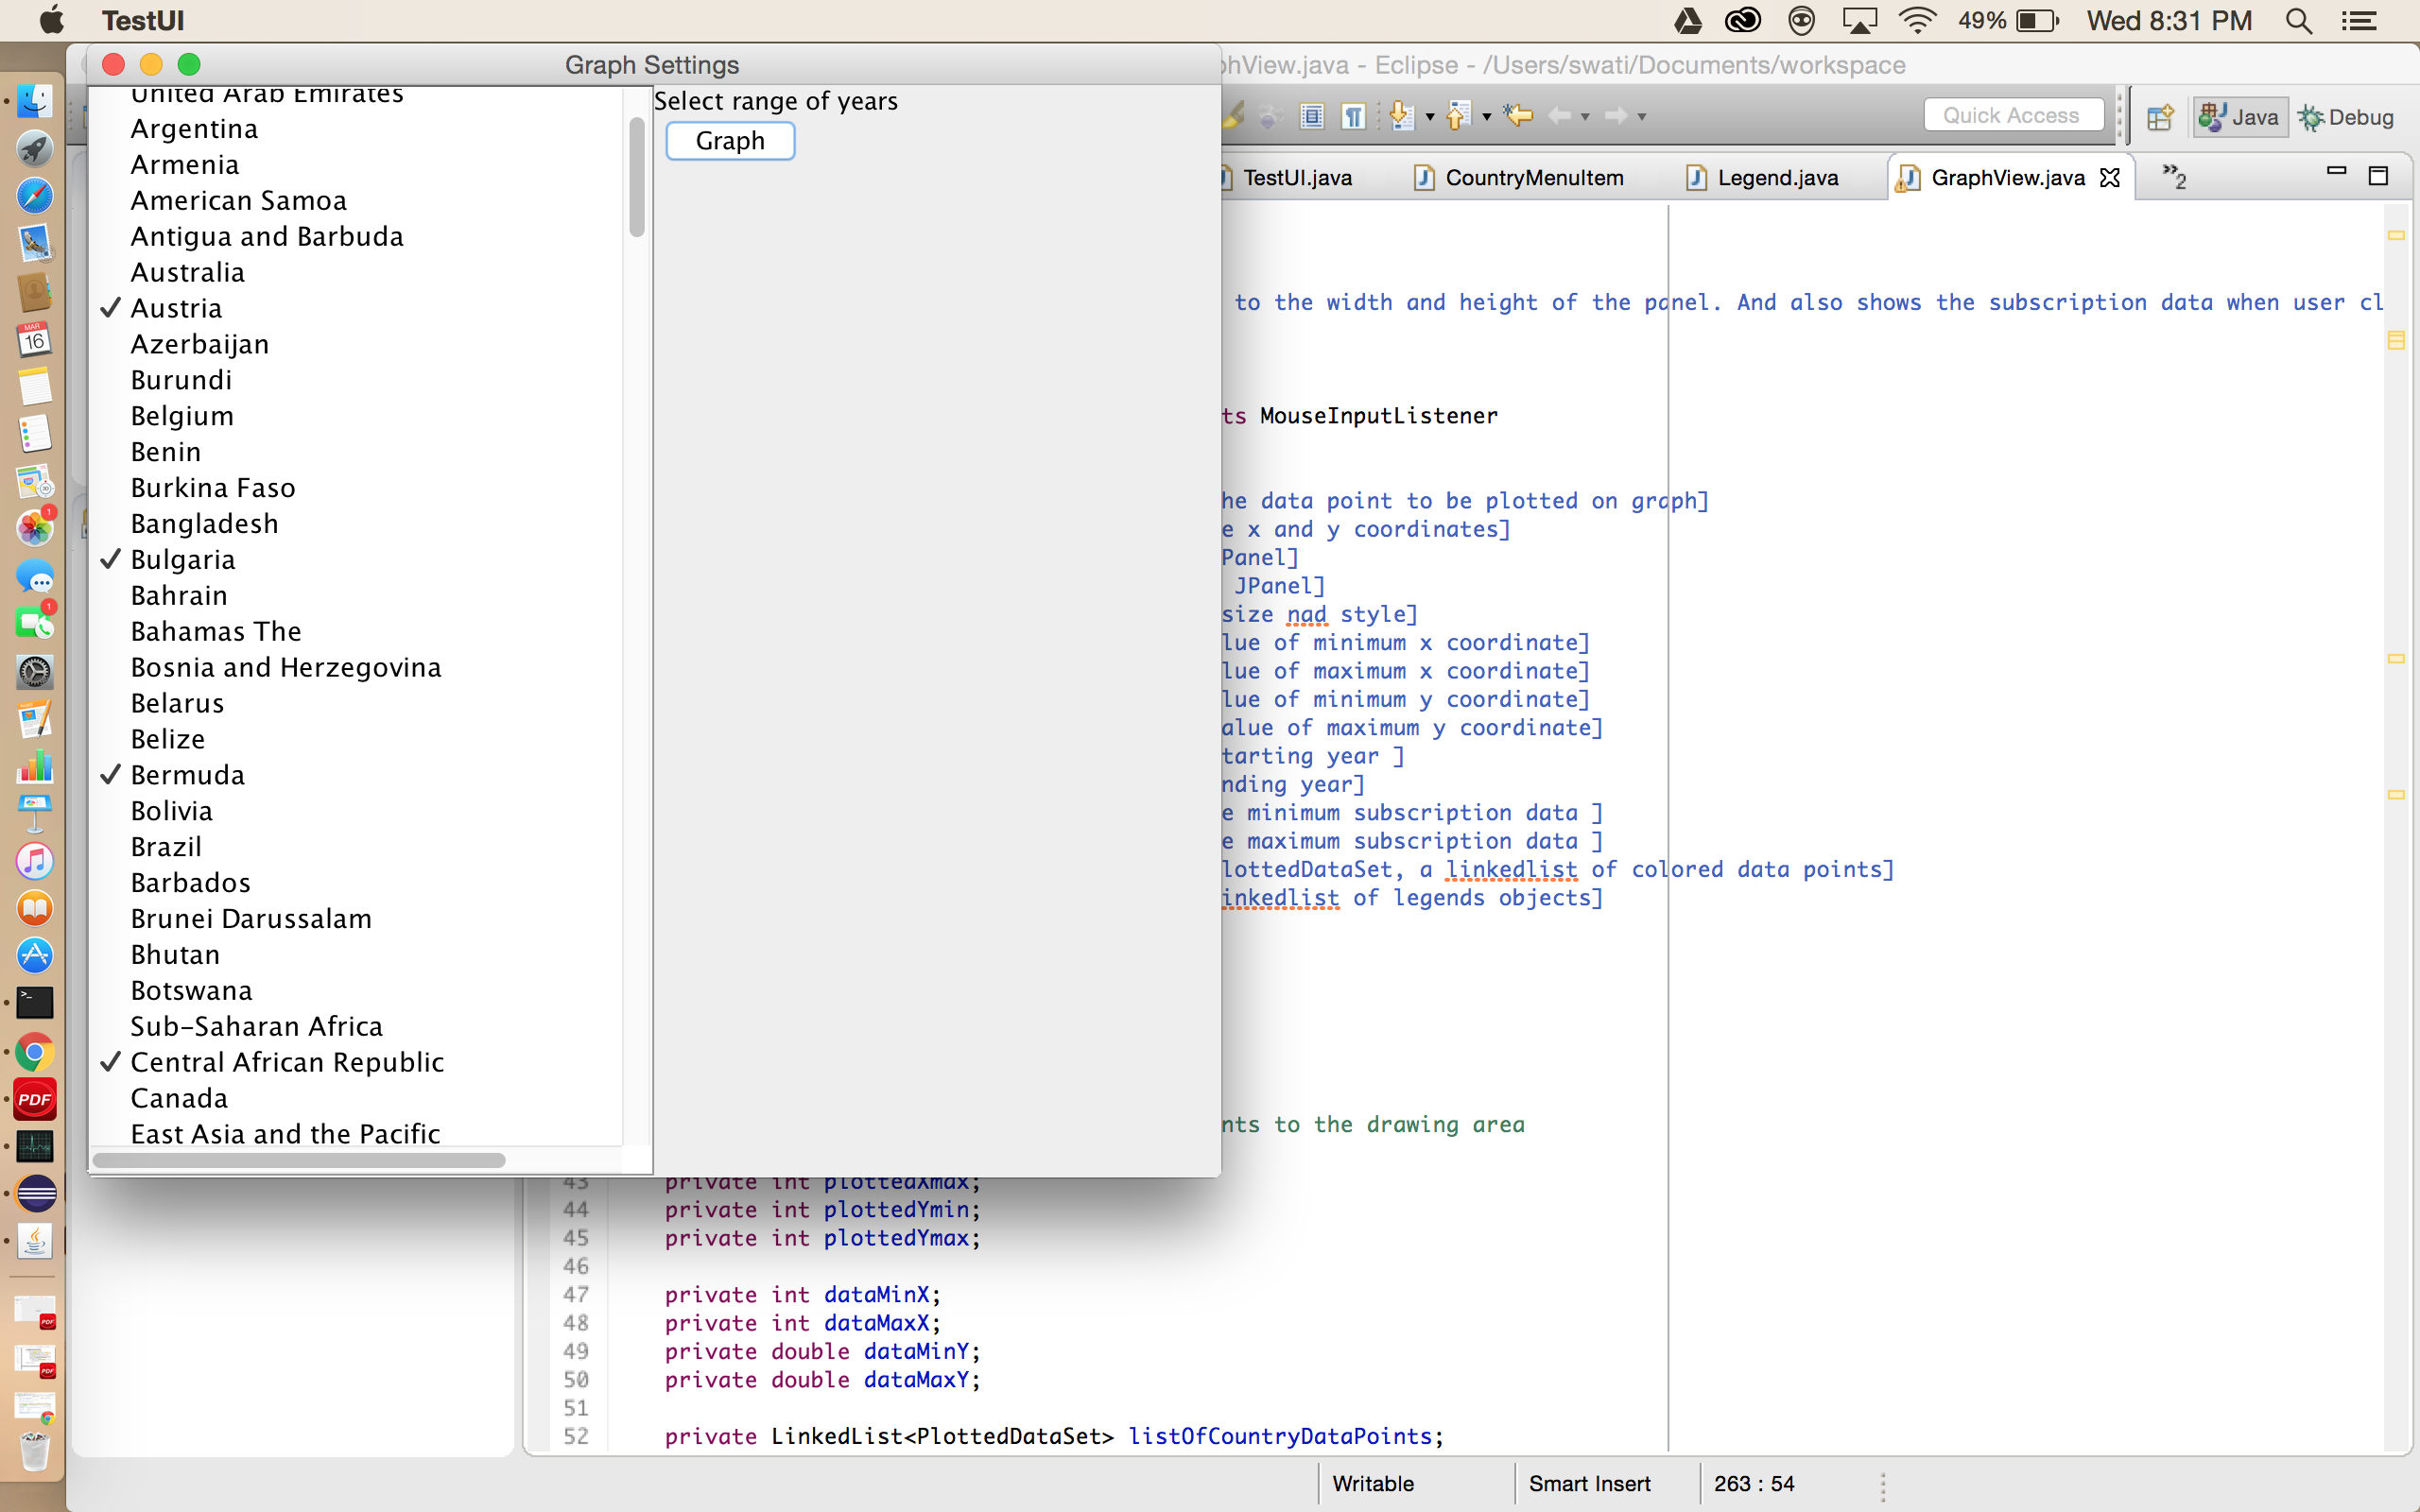 TestUI
49%
Wed 8:31 PM
Graph Settings
hView.java - Eclipse - /Users/swati/Documents/workspace
United Arab Emirates
Argentina
Armenia
American Samoa
Antigua and Barbuda
Australia
✓ Austria
Azerbaijan
Burundi
Belgium
Benin
Burkina Faso
Bangladesh
✓ Bulgaria
Bahrain
Bahamas The
Bosnia and Herzegovina
Belarus
Belize
✓ Bermuda
Bolivia
Brazil
Barbados
Brunei Darussalam
Bhutan
Botswana
Sub-Saharan Africa
✓ Central African Republic
Canada
East Asia and the Pacific
Select range of years
Graph
Quick Access
Java
Debug
TestUI.java
CountryMenuItem
Legend.java
GraphView.java
»2
to the width and height of the panel. And also shows the subscription data when user cl
ts MouseInputListener
he data point to be plotted on graph]
e x and y coordinates]
Panel]
JPanel]
size nad style]
lue of minimum x coordinate]
lue of maximum x coordinate]
lue of minimum y coordinate]
alue of maximum y coordinate]
tarting year ]
nding year]
e minimum subscription data ]
e maximum subscription data ]
lottedDataSet, a linkedlist of colored data points]
inkedlist of legends objects]
nts to the drawing area
43 private int plottedXmax;
44 private int plottedYmin;
45 private int plottedYmax;
46
47 private int dataMinX;
48 private int dataMaxX;
49 private double dataMinY;
50 private double dataMaxY;
51
52 private LinkedList<PlottedDataSet> listOfCountryDataPoints;
Writable
Smart Insert
263 : 54
MAR
16
1
1
PDF
PDF
PDF